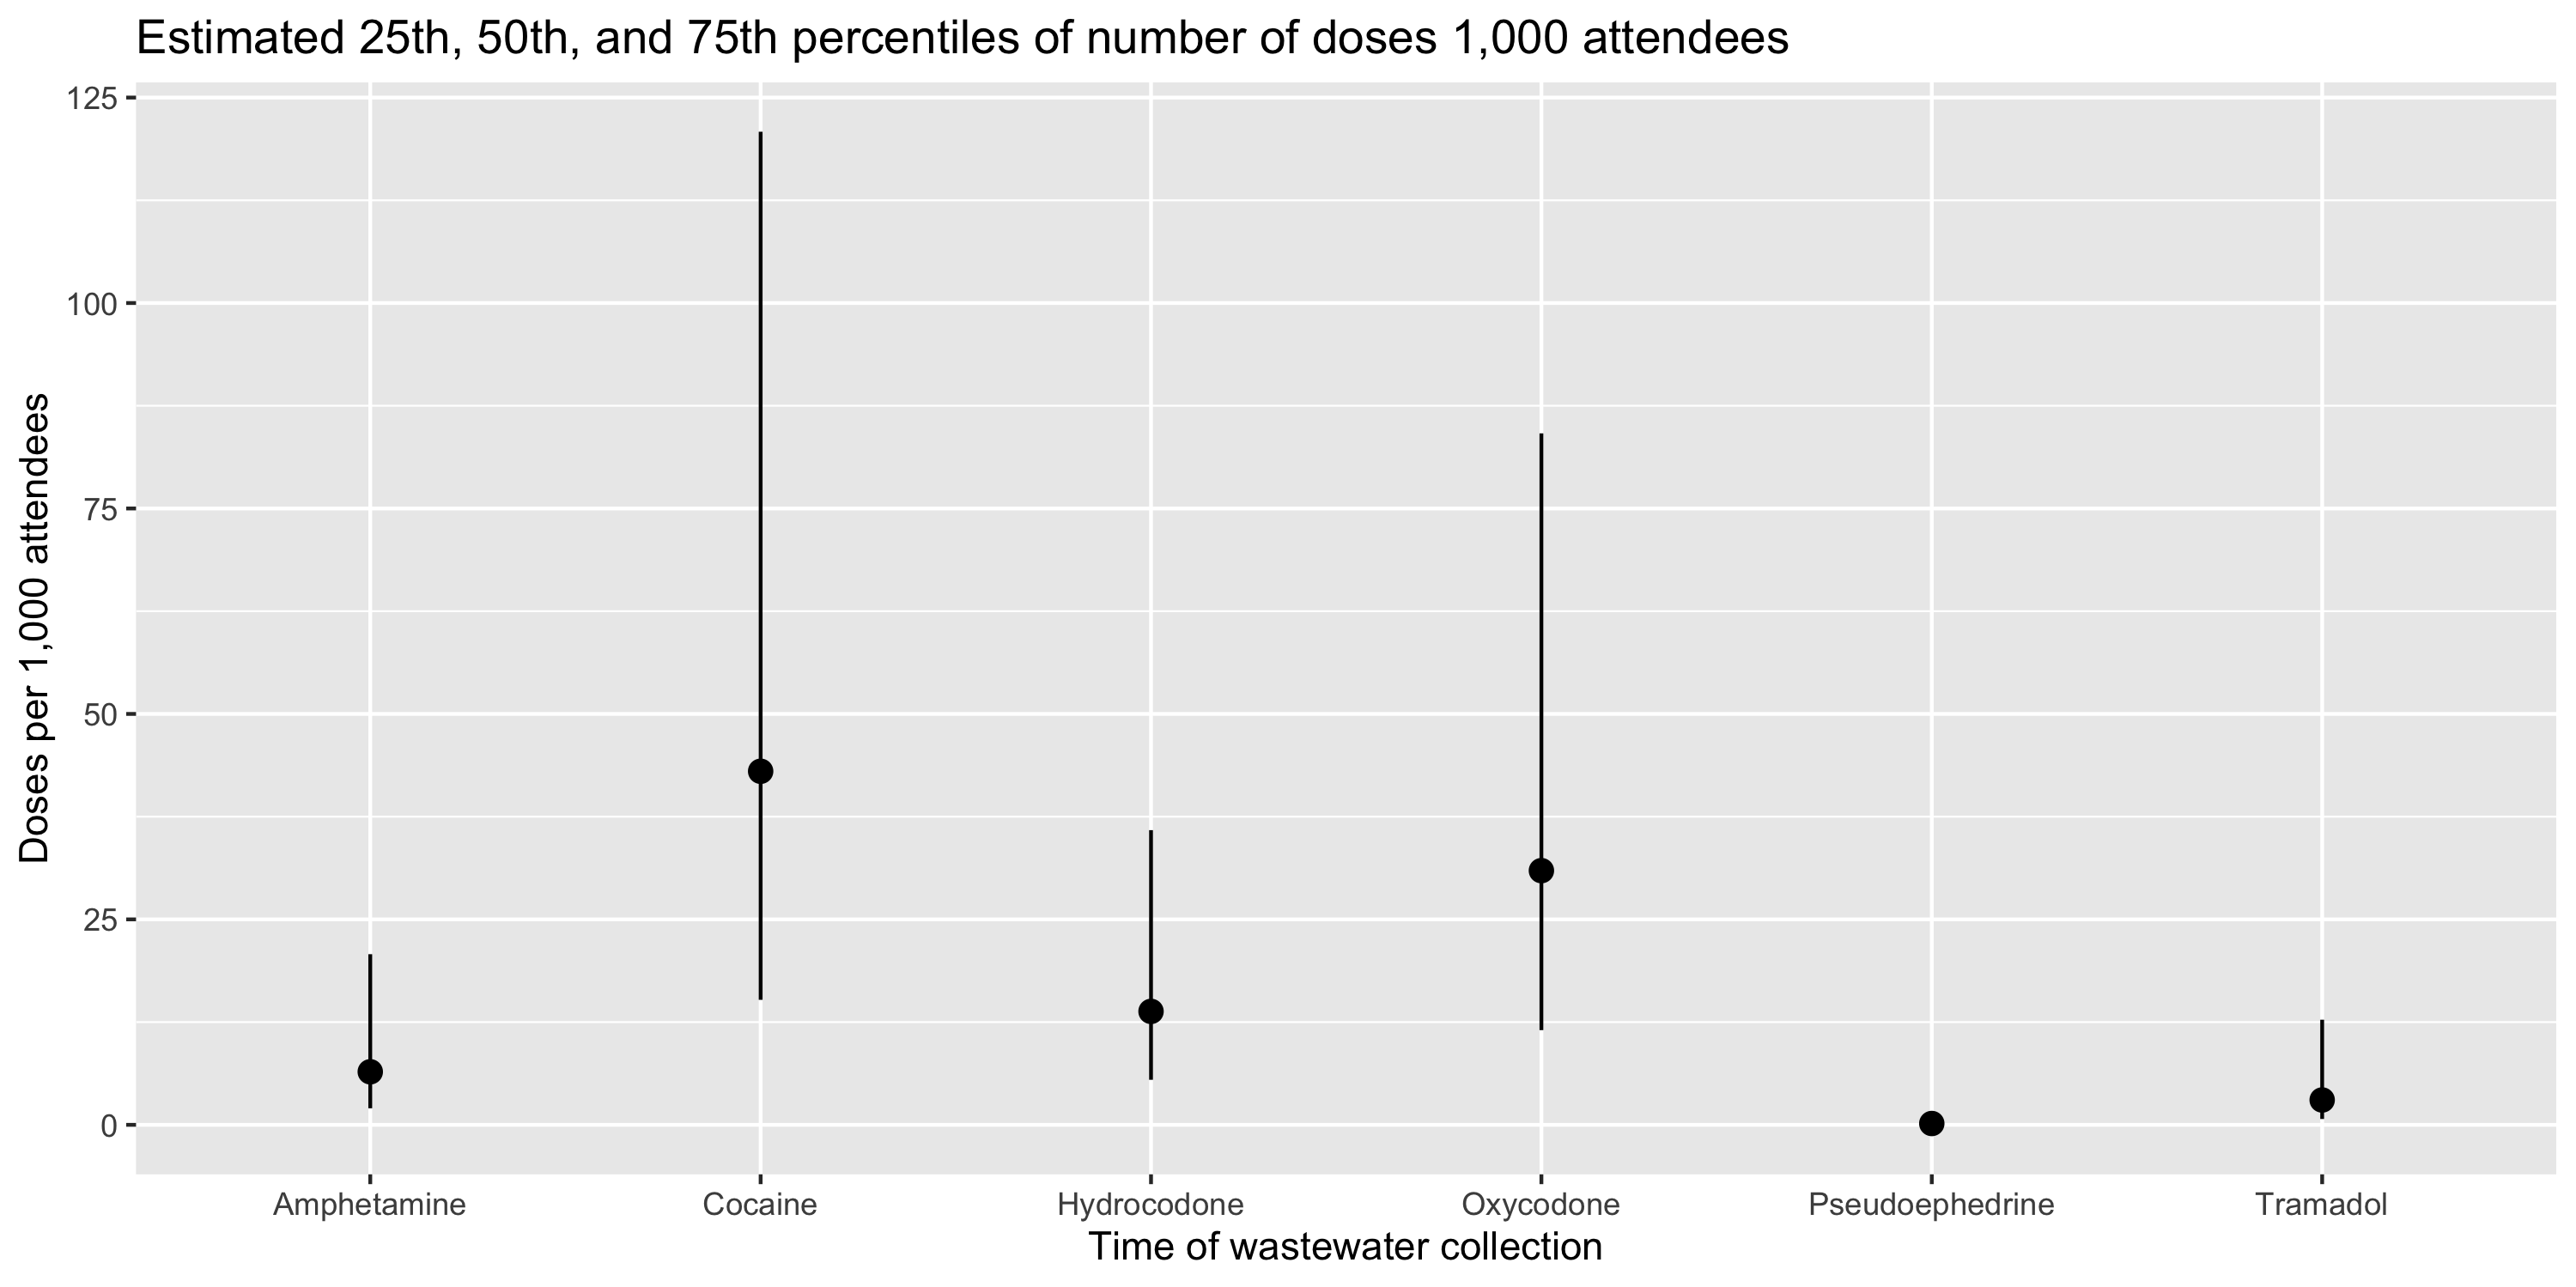 Estimated 25th, 50th, and 75th percentiles of number of doses 1,000 attendees
Doses per 1,000 attendees
125
100
75
50
25
0
Amphetamine Cocaine Hydrocodone Oxycodone Pseudoephedrine Tramadol
Time of wastewater collection